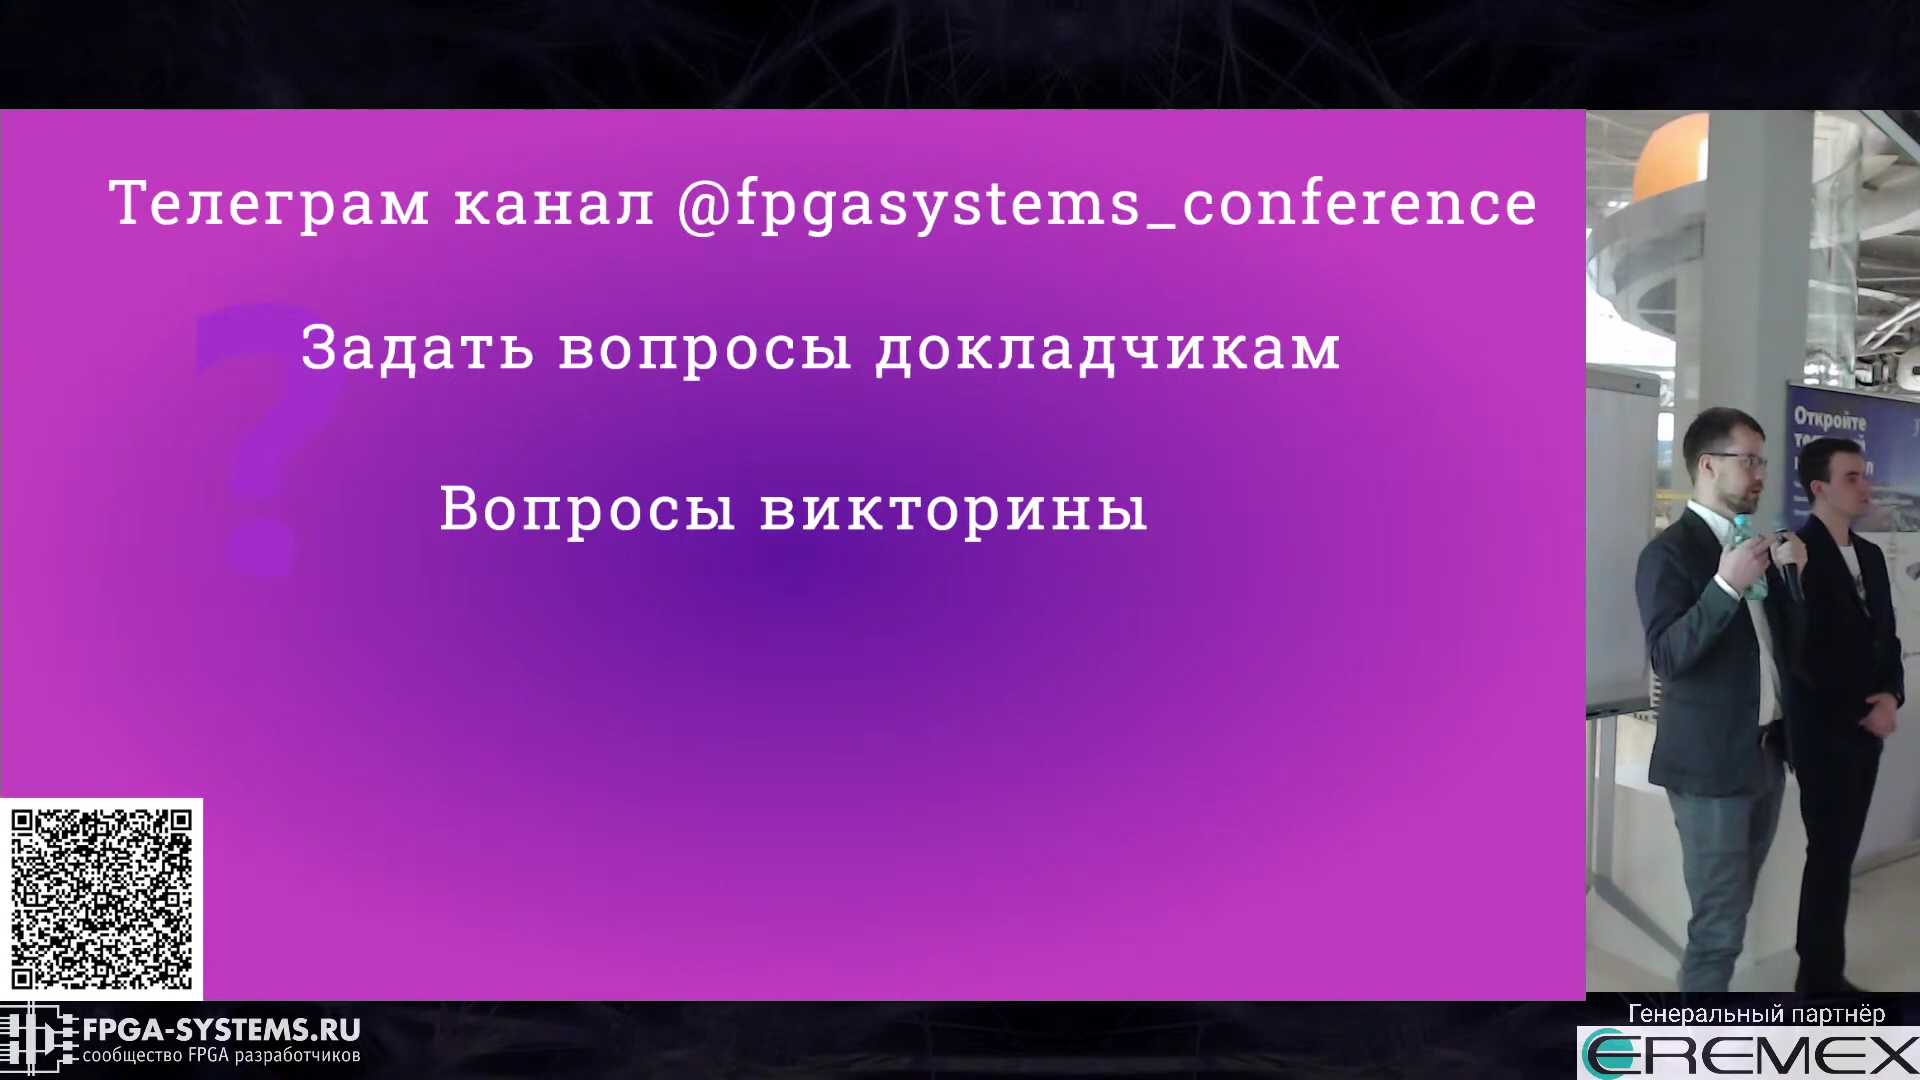 Телеграм канал @fpgasystems_conference
Задать вопросы докладчикам
Вопросы викторины
?
Откройте
FPGA-SYSTEMS.RU
сообщество FPGA разработчиков
Генеральный партнёр
EREMEX